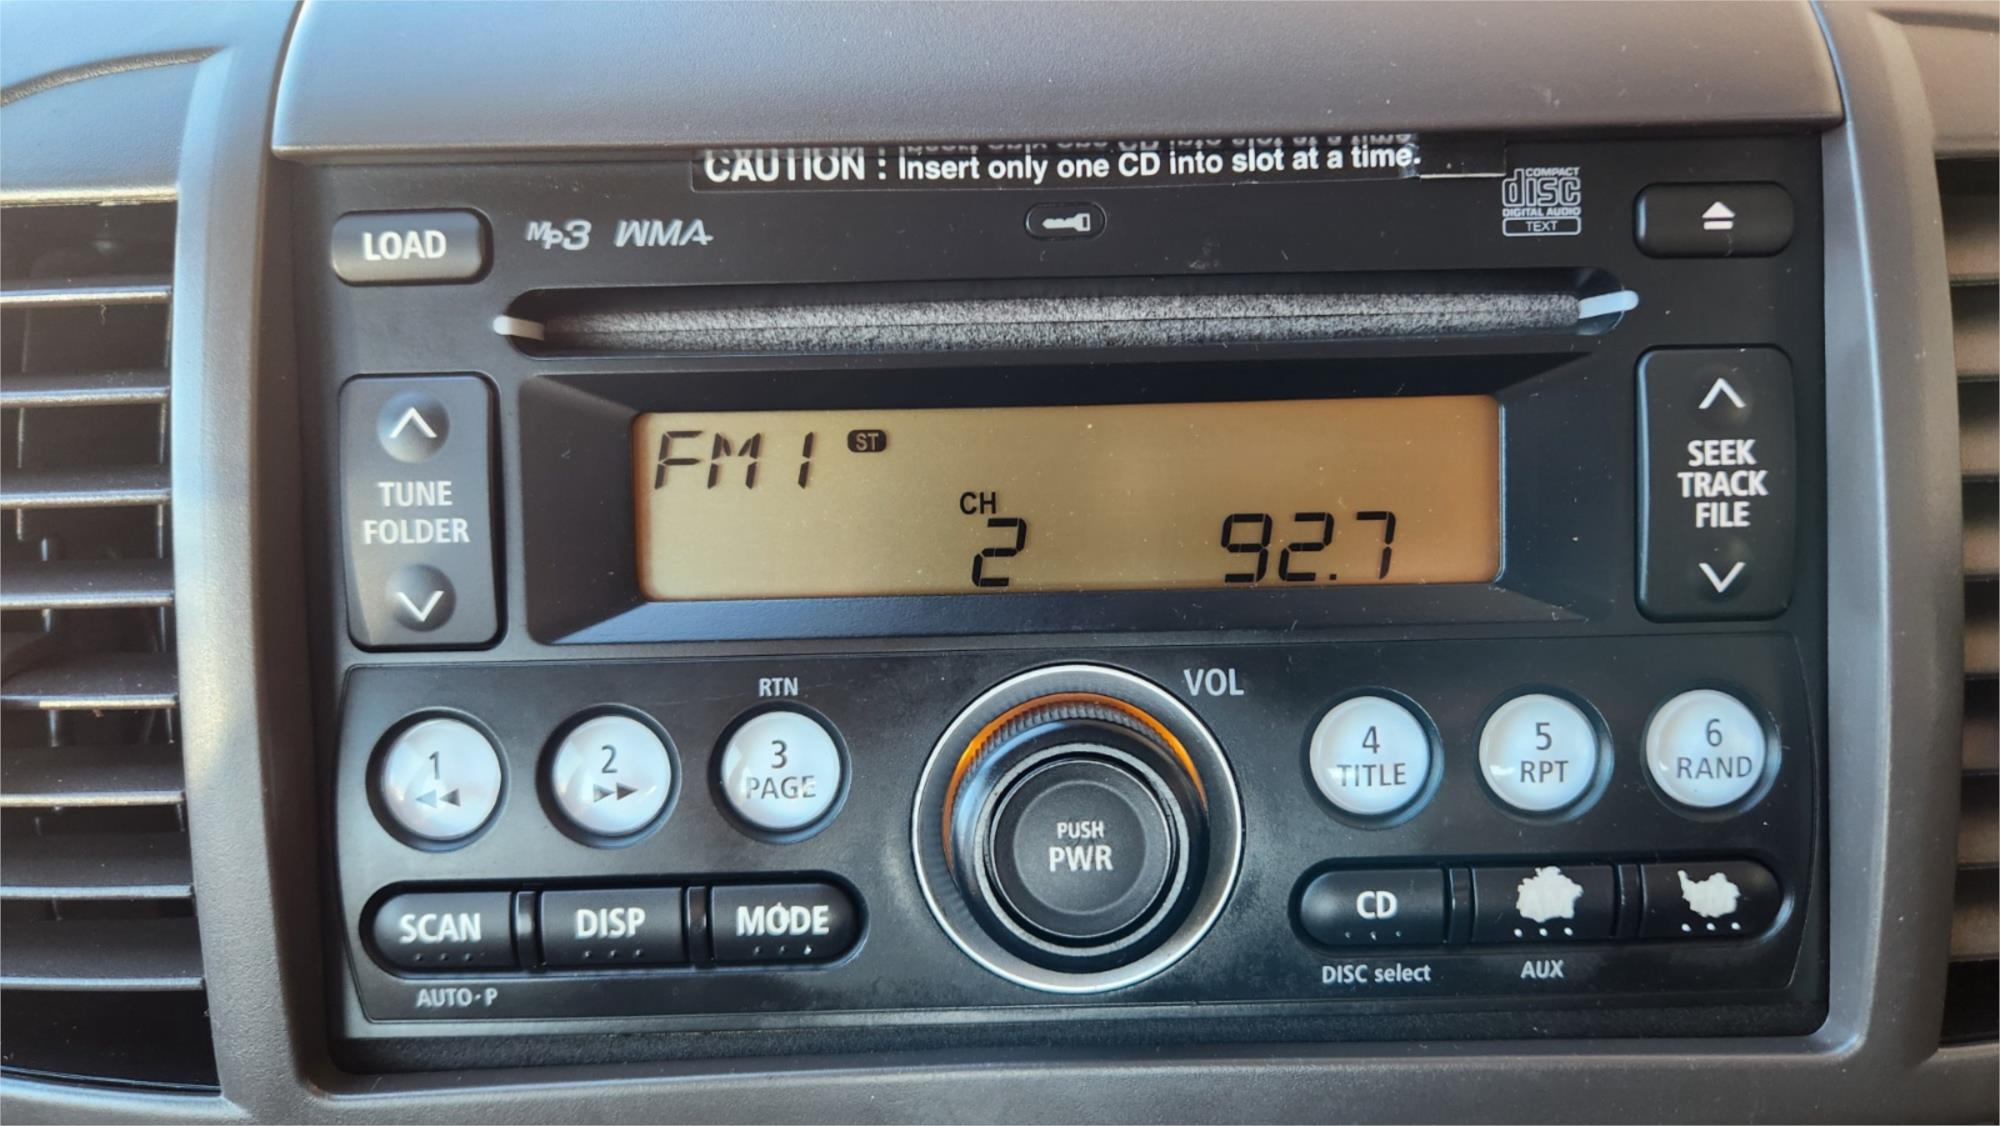 CAUTION : Insert only one CD into slot at a time.
LOAD
MP3 WMA
COMPACT
disc
DIGITAL AUDIO
TEXT
TUNE
FOLDER
FM1 ST
CH
2 92.7
SEEK
TRACK
FILE
RTN
VOL
1
2
3
PAGE
PUSH
PWR
4
TITLE
5
RPT
6
RAND
SCAN
DISP
MODE
CD
AUTO·P
DISC select
AUX